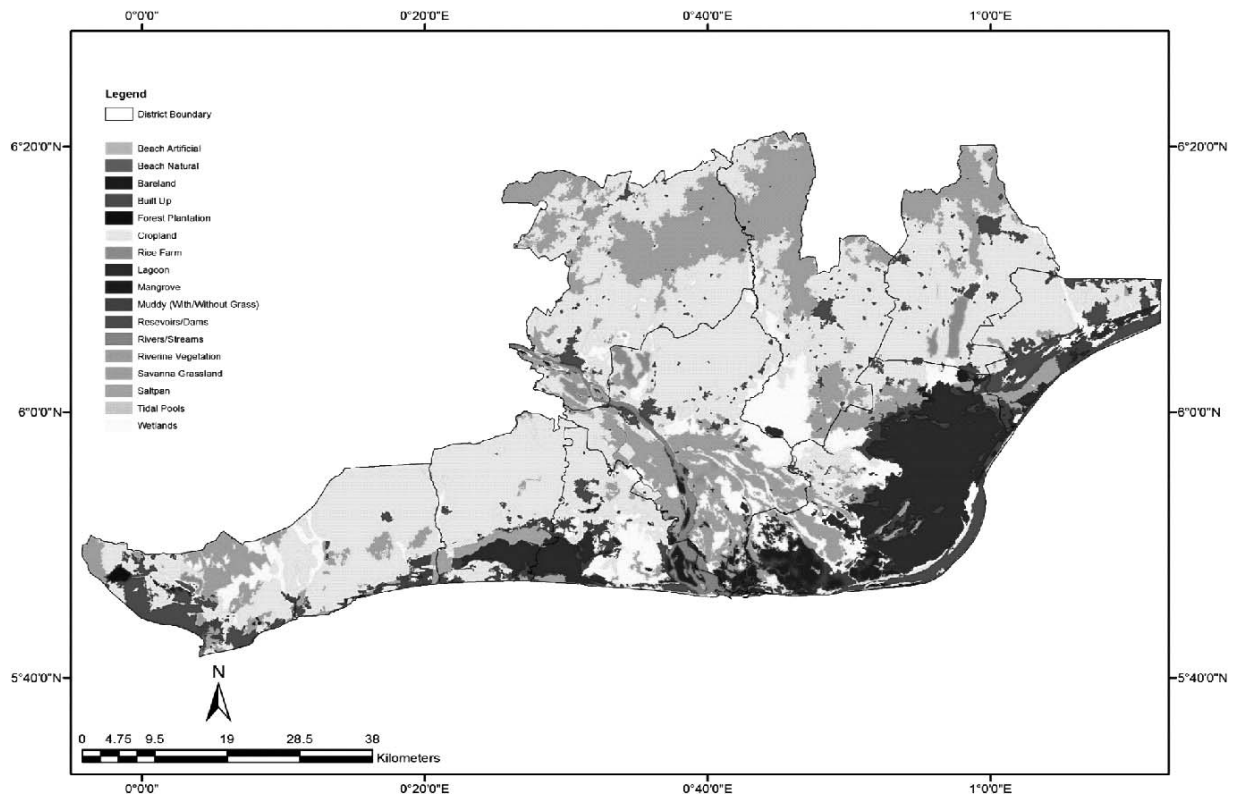 0°0'0"E 0°20'0"E 0°40'0"E 1°0'0"E
Legend
District Boundary
6°20'0"N 6°20'0"N
Beach Artificial
Beach Natural
Bareland
Built Up
Forest Plantation
Cropland
Rice Farm
Lagoon
Mangrove
Muddy (With/Without Grass)
Resevoirs/Dams
Rivers/Streams
Riverine Vegetation
Savanna Grassland
Saltpan
Tidal Pools
6°0'0"N 6°0'0"N
Wetlands
5°40'0"N 5°40'0"N
N
0 4.75 9.5 19 28.5 38
Kilometers
0°0'0"E 0°20'0"E 0°40'0"E 1°0'0"E